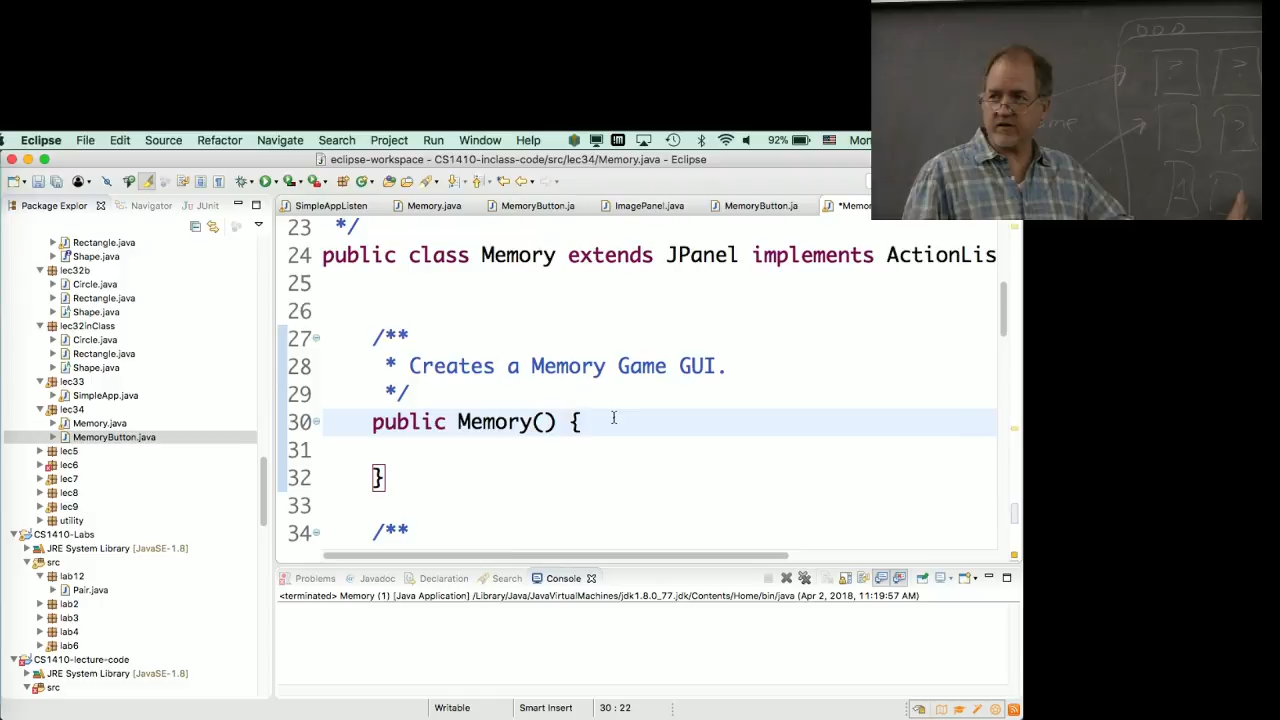 Eclipse File Edit Source Refactor Navigate Search Project Run Window Help 92% Mon
eclipse-workspace - CS1410-inclass-code/src/lec34/Memory.java - Eclipse
Package Explor Navigator JUnit
SimpleAppListen Memory.java MemoryButton.ja ImagePanel.java MemoryButton.ja *Memor
Rectangle.java
Shape.java
lec32b
Circle.java
Rectangle.java
Shape.java
lec32inClass
Circle.java
Rectangle.java
Shape.java
lec33
SimpleApp.java
lec34
Memory.java
MemoryButton.java
lec5
lec6
lec7
lec8
lec9
utility
CS1410-Labs
JRE System Library [JavaSE-1.8]
src
lab12
Pair.java
lab2
lab3
lab4
lab6
CS1410-lecture-code
JRE System Library [JavaSE-1.8]
src
23 */
24 public class Memory extends JPanel implements ActionLis
25
26
27 /**
28 * Creates a Memory Game GUI.
29 */
30 public Memory() {
31
32 }
33
34 /**
Problems Javadoc Declaration Search Console
<terminated> Memory (1) [Java Application] /Library/Java/JavaVirtualMachines/jdk1.8.0_77.jdk/Contents/Home/bin/java (Apr 2, 2018, 11:19:57 AM)
Writable Smart Insert 30 : 22